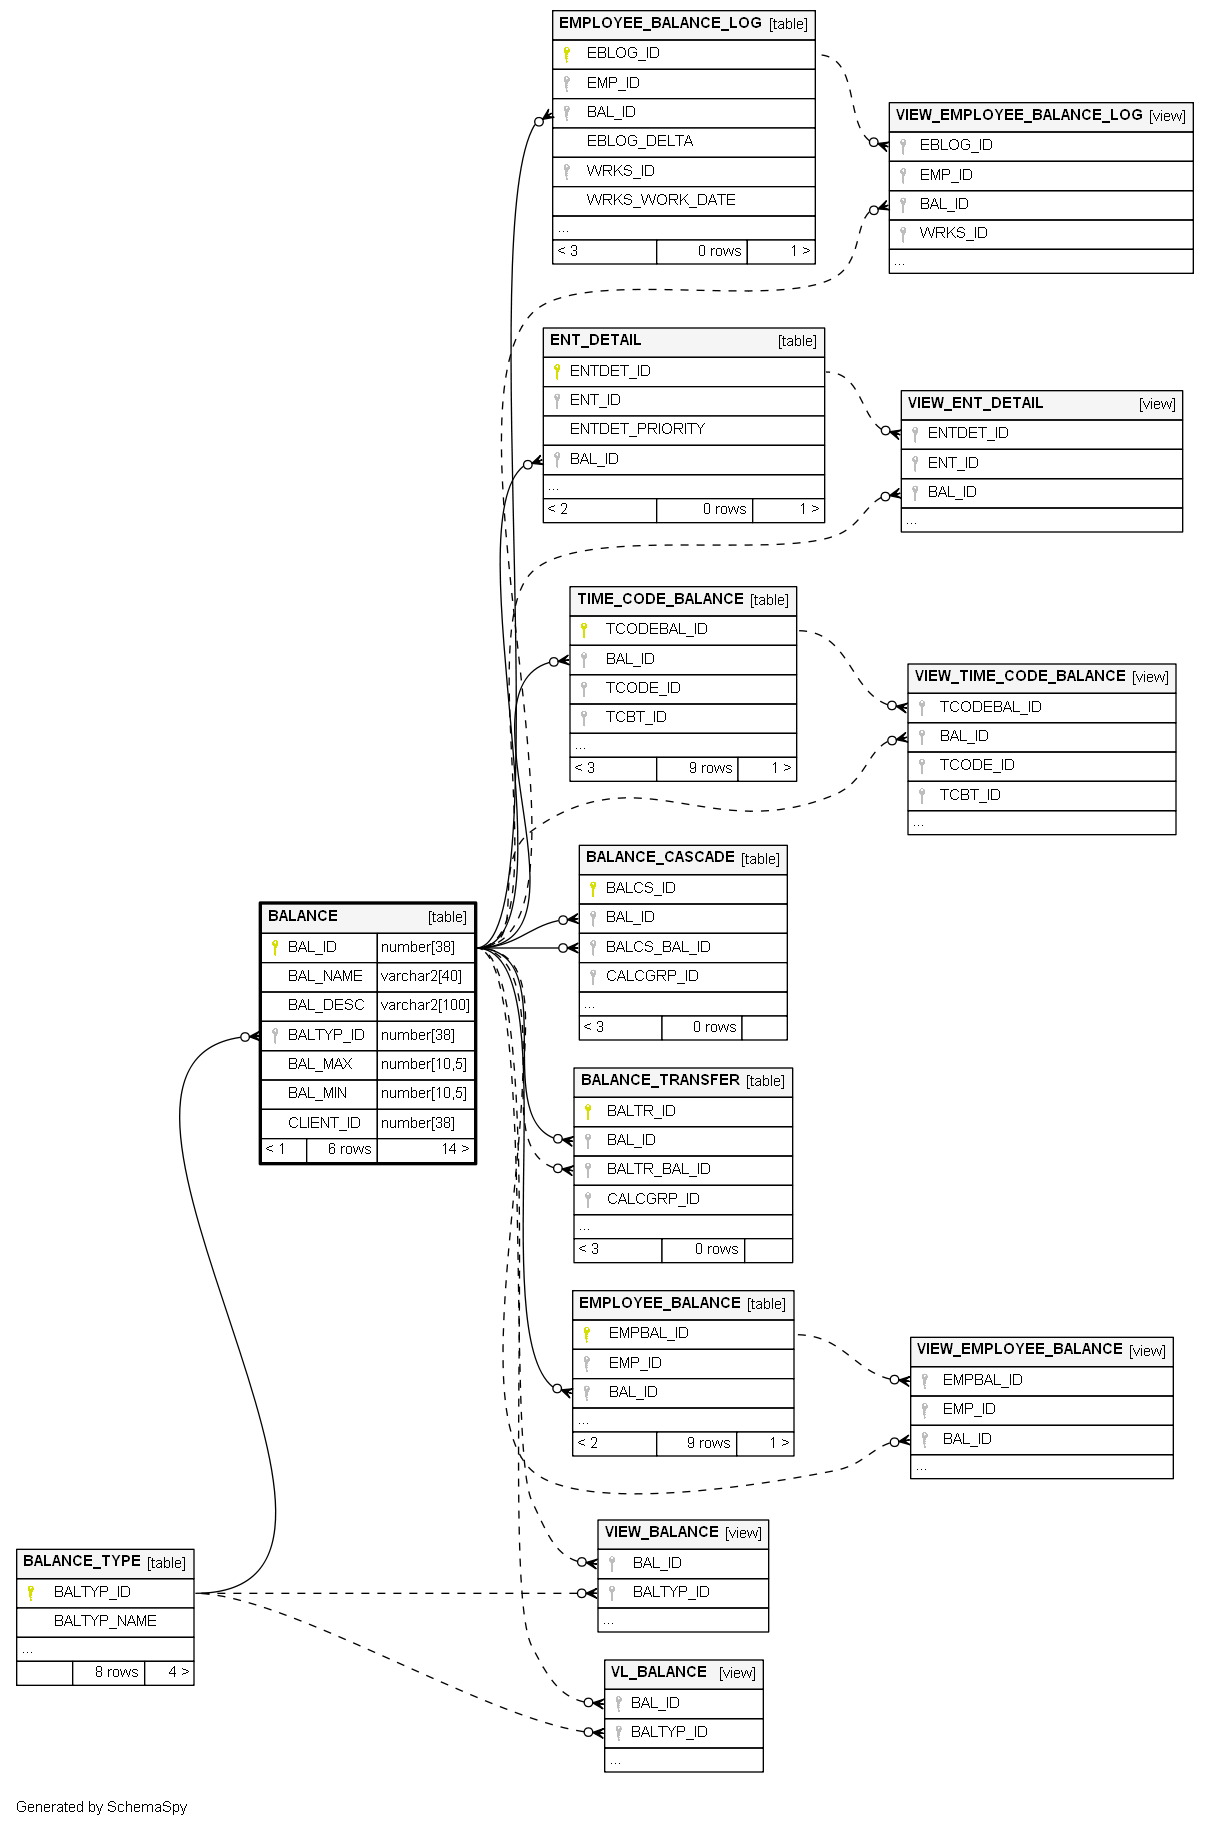 EMPLOYEE_BALANCE_LOG [table]
EBLOG_ID
EMP_ID
BAL_ID
EBLOG_DELTA
WRKS_ID
WRKS_WORK_DATE
...
< 3 0 rows 1 >
VIEW_EMPLOYEE_BALANCE_LOG [view]
EBLOG_ID
EMP_ID
BAL_ID
WRKS_ID
...
ENT_DETAIL [table]
ENTDET_ID
ENT_ID
ENTDET_PRIORITY
BAL_ID
...
< 2 0 rows 1 >
VIEW_ENT_DETAIL [view]
ENTDET_ID
ENT_ID
BAL_ID
...
TIME_CODE_BALANCE [table]
TCODEBAL_ID
BAL_ID
TCODE_ID
TCBT_ID
...
< 3 9 rows 1 >
VIEW_TIME_CODE_BALANCE [view]
TCODEBAL_ID
BAL_ID
TCODE_ID
TCBT_ID
...
BALANCE_CASCADE [table]
BALCS_ID
BAL_ID
BALCS_BAL_ID
CALCGRP_ID
...
< 3 0 rows
BALANCE [table]
BAL_ID number[38]
BAL_NAME varchar2[40]
BAL_DESC varchar2[100]
BALTYP_ID number[38]
BAL_MAX number[10,5]
BAL_MIN number[10,5]
CLIENT_ID number[38]
< 1 6 rows 14 >
BALANCE_TRANSFER [table]
BALTR_ID
BAL_ID
BALTR_BAL_ID
CALCGRP_ID
...
< 3 0 rows
EMPLOYEE_BALANCE [table]
EMPBAL_ID
EMP_ID
BAL_ID
...
< 2 9 rows 1 >
VIEW_EMPLOYEE_BALANCE [view]
EMPBAL_ID
EMP_ID
BAL_ID
...
VIEW_BALANCE [view]
BAL_ID
BALTYP_ID
...
BALANCE_TYPE [table]
BALTYP_ID
BALTYP_NAME
...
8 rows 4 >
VL_BALANCE [view]
BAL_ID
BALTYP_ID
...
Generated by SchemaSpy